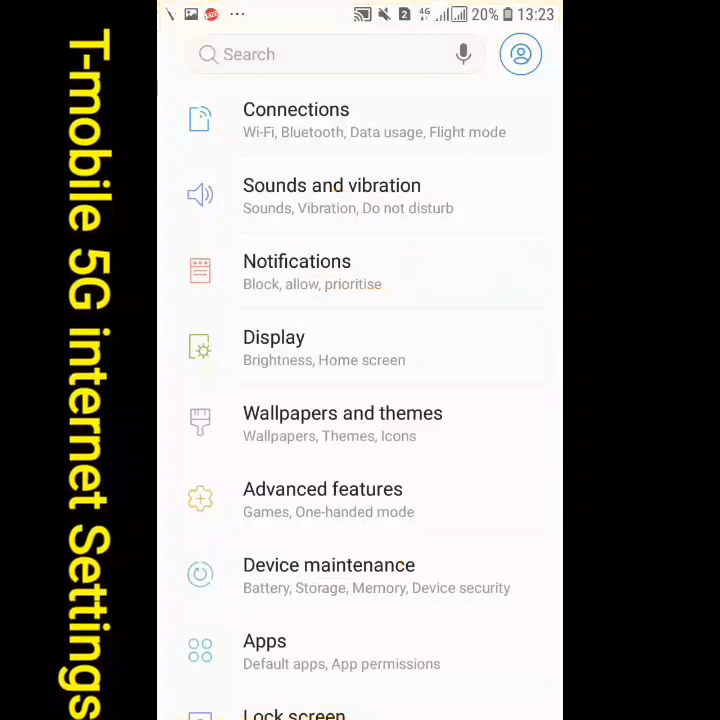 T-mobile 5G internet Settings
2 4G 20% 13:23
Search
Connections
Wi-Fi, Bluetooth, Data usage, Flight mode
Sounds and vibration
Sounds, Vibration, Do not disturb
Notifications
Block, allow, prioritise
Display
Brightness, Home screen
Wallpapers and themes
Wallpapers, Themes, Icons
Advanced features
Games, One-handed mode
Device maintenance
Battery, Storage, Memory, Device security
Apps
Default apps, App permissions
Lock screen